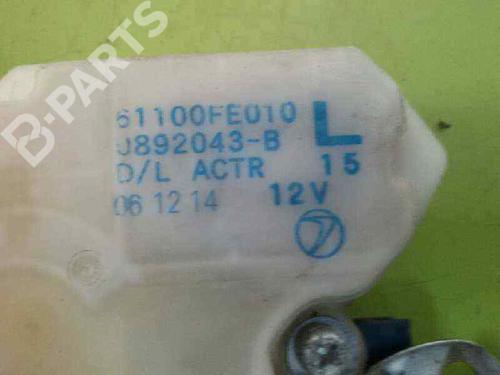 B-PARTS
61100FE010 L
J892043-B
D/L ACTR 15
06 12 14 12V